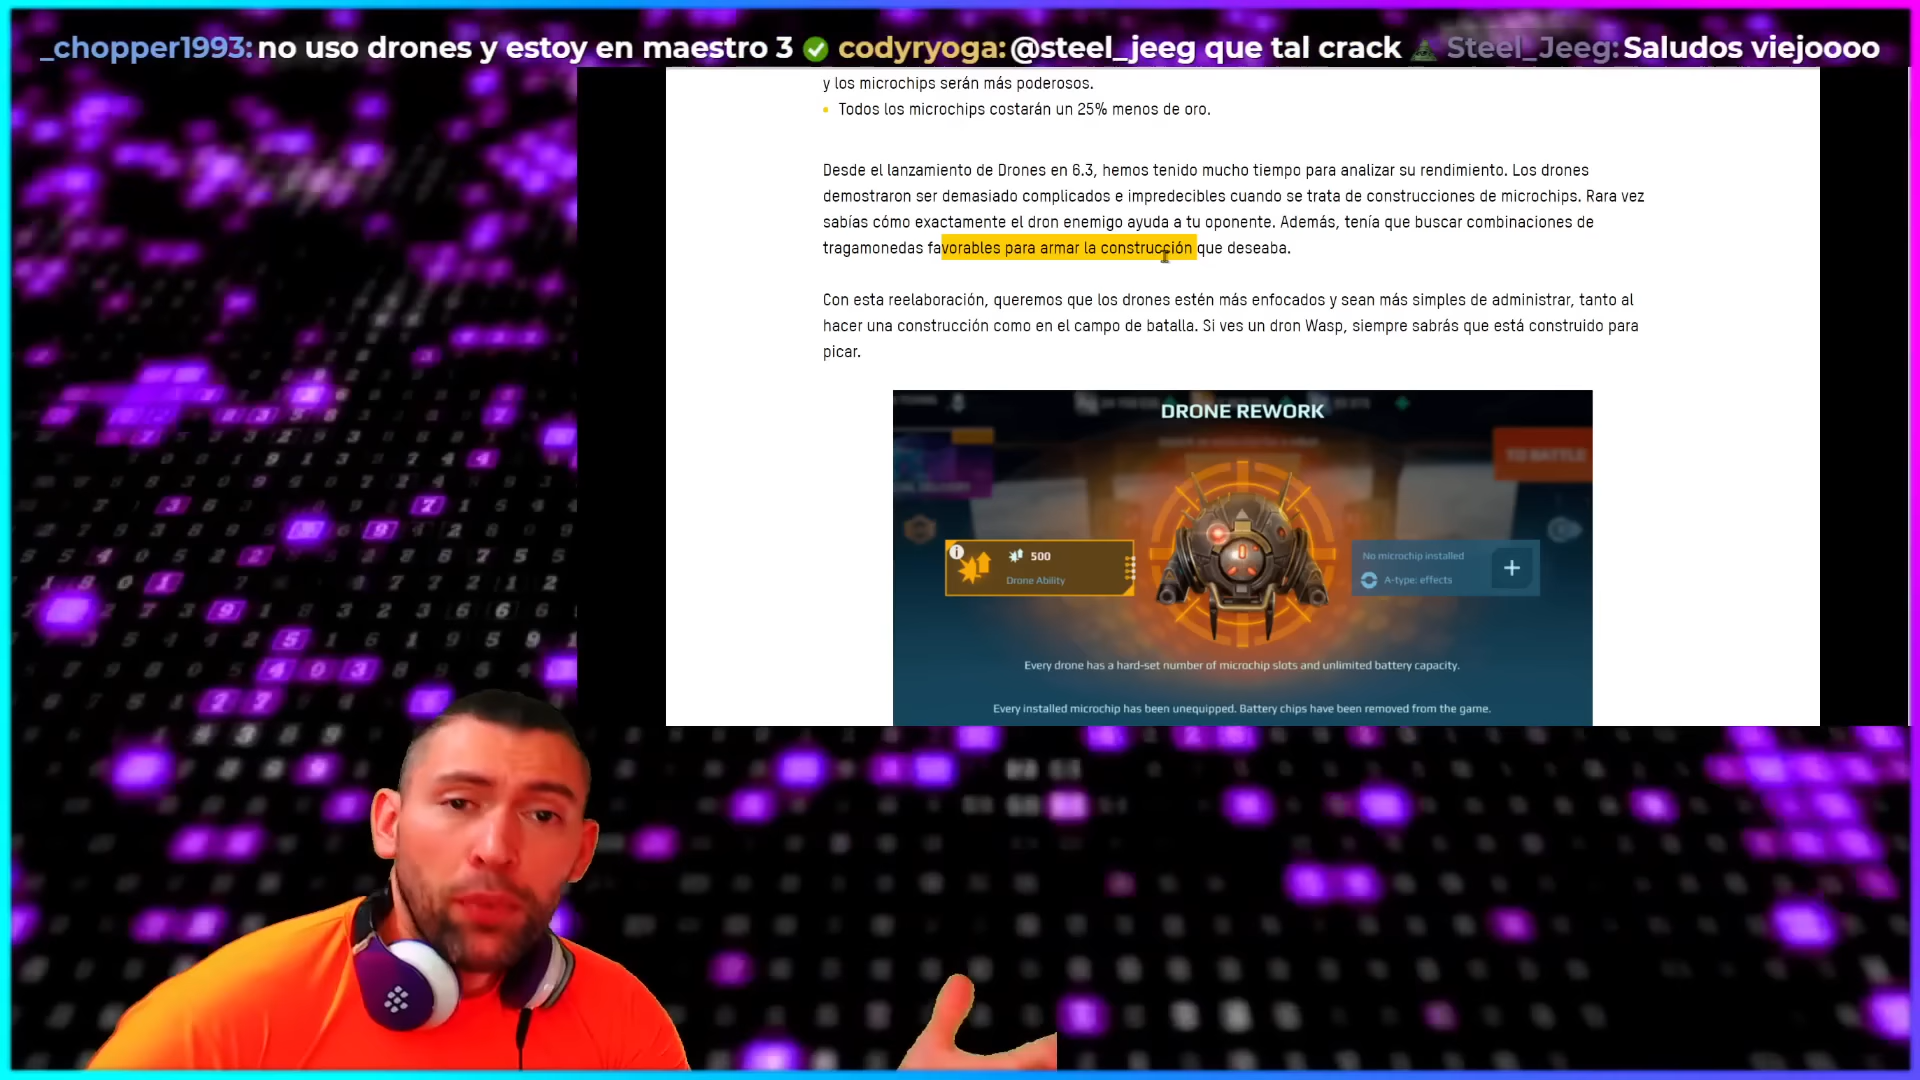 _chopper1993: no uso drones y estoy en maestro 3 codyryoga: @steel_jeeg que tal crack Steel_Jeeg: Saludos viejoooo
y los microchips serán más poderosos.
Todos los microchips costarán un 25% menos de oro.
Desde el lanzamiento de Drones en 6.3, hemos tenido mucho tiempo para analizar su rendimiento. Los drones
demostraron ser demasiado complicados e impredecibles cuando se trata de construcciones de microchips. Rara vez
sabías cómo exactamente el dron enemigo ayuda a tu oponente. Además, tenía que buscar combinaciones de
tragamonedas favorables para armar la construcción que deseaba.
Con esta reelaboración, queremos que los drones estén más enfocados y sean más simples de administrar, tanto al
hacer una construcción como en el campo de batalla. Si ves un dron Wasp, siempre sabrás que está construido para
picar.
DRONE REWORK
TO BATTLE
500
Drone Ability
No microchip installed
A-type: effects
Every drone has a hard-set number of microchip slots and unlimited battery capacity.
Every installed microchip has been unequipped. Battery chips have been removed from the game.